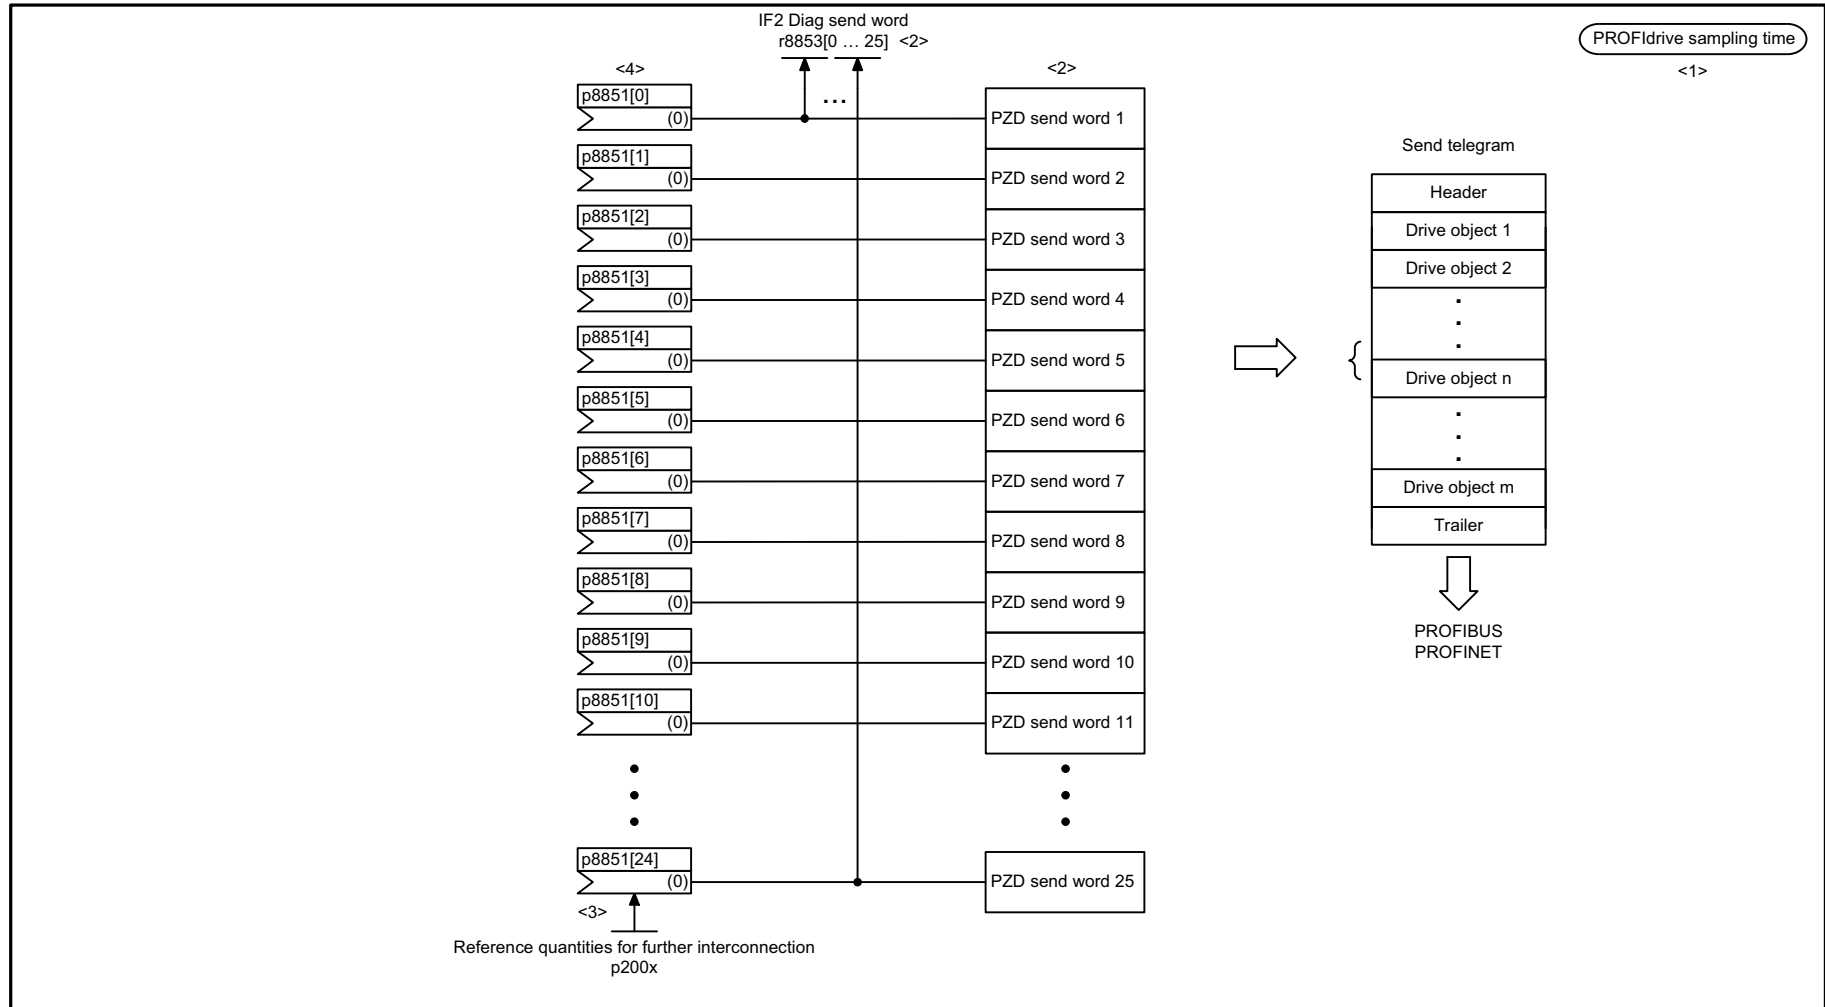 IF2 Diag send word
r8853[0 … 25] <2>
PROFIdrive sampling time
<1>
<4>
...
<2>
p8851[0]
(0)
PZD send word 1
p8851[1]
(0)
PZD send word 2
p8851[2]
(0)
PZD send word 3
p8851[3]
(0)
PZD send word 4
p8851[4]
(0)
PZD send word 5
p8851[5]
(0)
PZD send word 6
p8851[6]
(0)
PZD send word 7
p8851[7]
(0)
PZD send word 8
p8851[8]
(0)
PZD send word 9
p8851[9]
(0)
PZD send word 10
p8851[10]
(0)
PZD send word 11
p8851[24]
(0)
PZD send word 25
<3>
Reference quantities for further interconnection
p200x
Send telegram
Header
Drive object 1
Drive object 2
Drive object n
Drive object m
Trailer
PROFIBUS
PROFINET